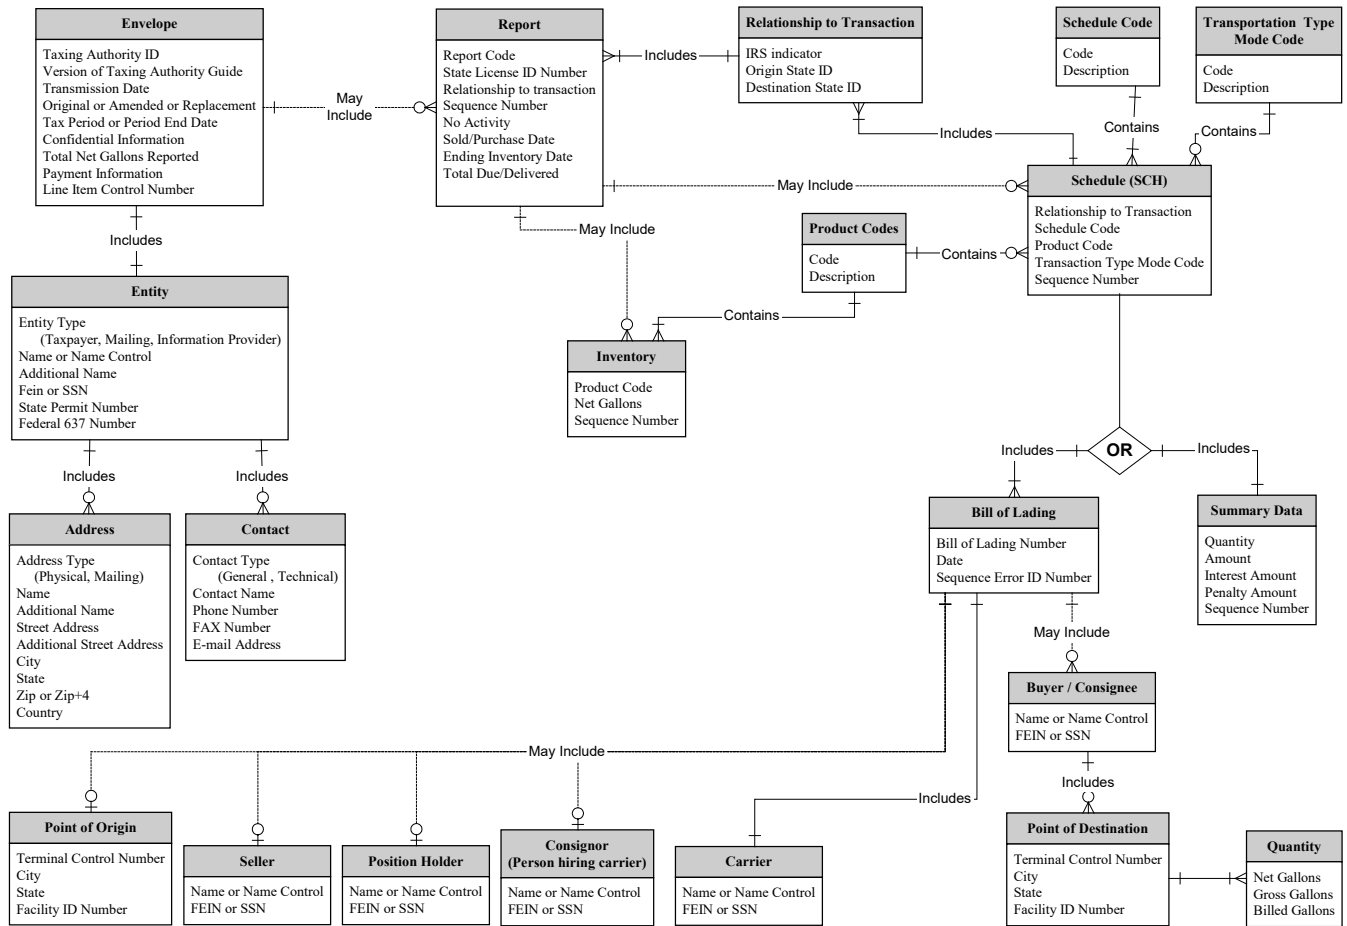 Envelope
Taxing Authority ID
Version of Taxing Authority Guide
Transmission Date
Original or Amended or Replacement
Tax Period or Period End Date
Confidential Information
Total Net Gallons Reported
Payment Information
Line Item Control Number
May
Include
Report
Report Code
State License ID Number
Relationship to transaction
Sequence Number
No Activity
Sold/Purchase Date
Ending Inventory Date
Total Due/Delivered
Includes
Relationship to Transaction
IRS indicator
Origin State ID
Destination State ID
Includes
Schedule Code
Code
Description
Contains
Transportation Type
Mode Code
Code
Description
Contains
May Include
Schedule (SCH)
Relationship to Transaction
Schedule Code
Product Code
Transaction Type Mode Code
Sequence Number
Product Codes
Code
Description
Contains
May Include
Contains
Inventory
Product Code
Net Gallons
Sequence Number
Includes
Entity
Entity Type
(Taxpayer, Mailing, Information Provider)
Name or Name Control
Additional Name
Fein or SSN
State Permit Number
Federal 637 Number
Includes
Includes
Address
Address Type
(Physical, Mailing)
Name
Additional Name
Street Address
Additional Street Address
City
State
Zip or Zip+4
Country
Contact
Contact Type
(General , Technical)
Contact Name
Phone Number
FAX Number
E-mail Address
Includes
OR
Includes
Bill of Lading
Bill of Lading Number
Date
Sequence Error ID Number
Summary Data
Quantity
Amount
Interest Amount
Penalty Amount
Sequence Number
May Include
Buyer / Consignee
Name or Name Control
FEIN or SSN
May Include
Includes
Includes
Point of Origin
Terminal Control Number
City
State
Facility ID Number
Seller
Name or Name Control
FEIN or SSN
Position Holder
Name or Name Control
FEIN or SSN
Consignor
(Person hiring carrier)
Name or Name Control
FEIN or SSN
Carrier
Name or Name Control
FEIN or SSN
Point of Destination
Terminal Control Number
City
State
Facility ID Number
Quantity
Net Gallons
Gross Gallons
Billed Gallons